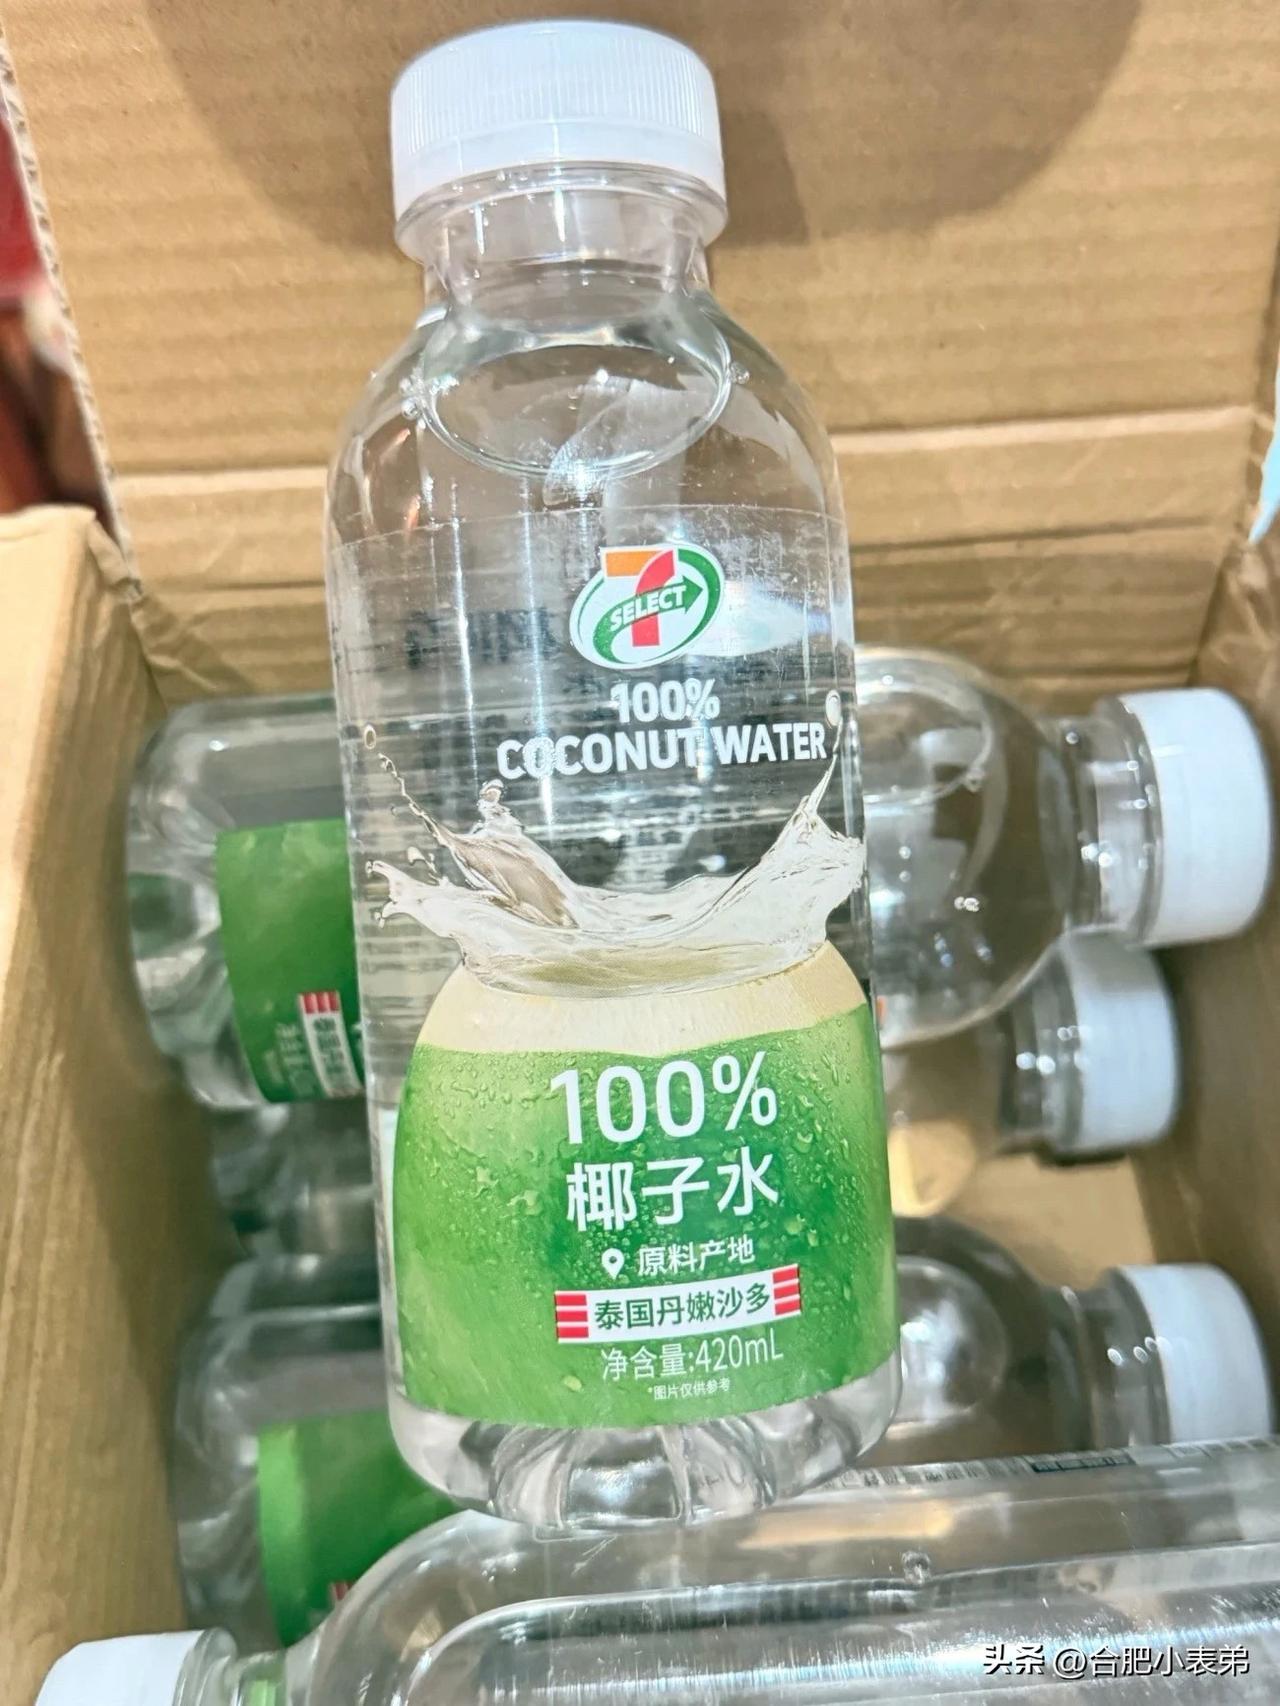 7
SELECT
100%
COCONUT WATER
100%
椰子水
原料产地
泰国丹嫩沙多
净含量:420mL
*图片仅供参考
头条 @合肥小表弟